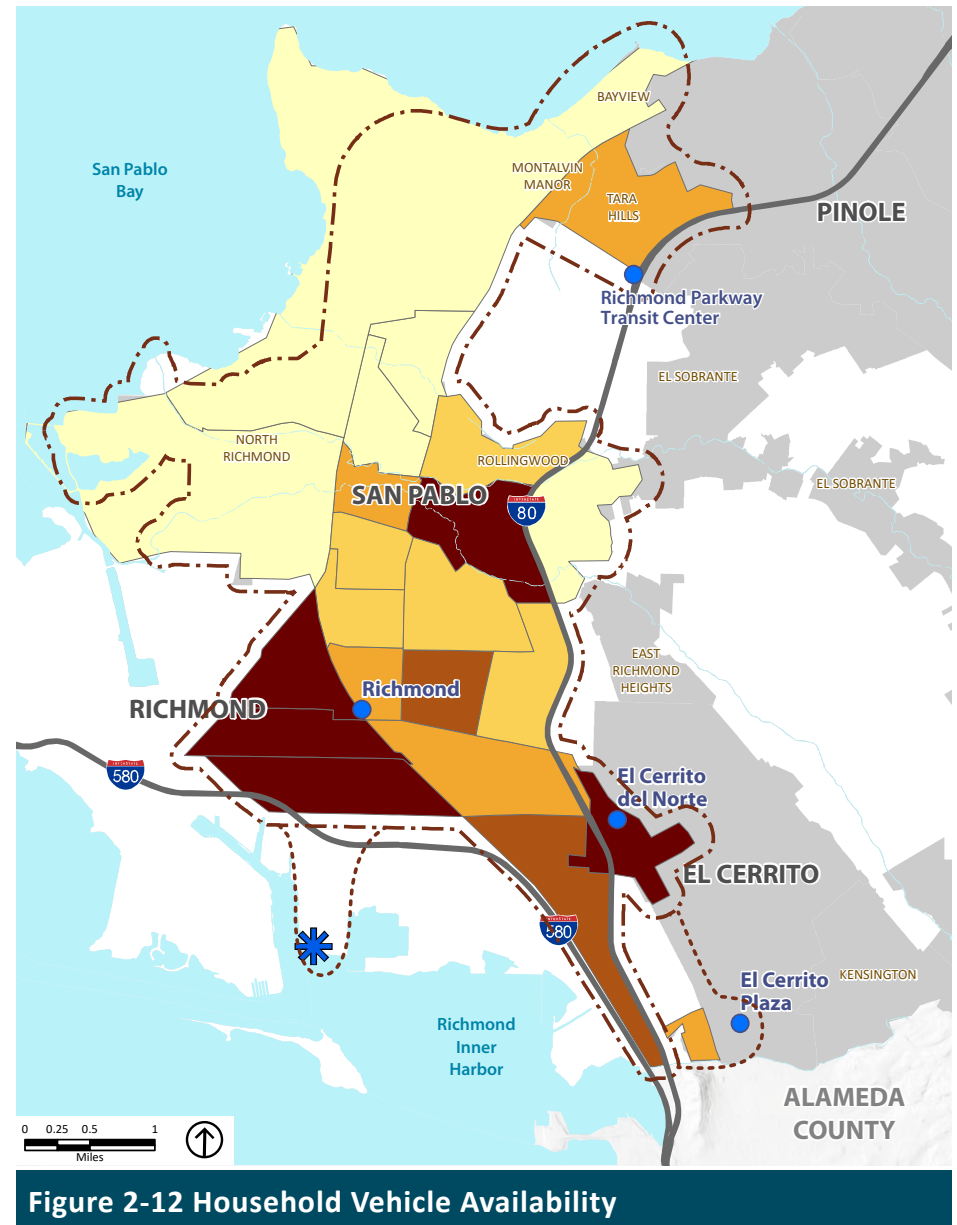 BAYVIEW
San Pablo
Bay
MONTALVIN
MANOR
TARA
HILLS
PINOLE
Richmond Parkway
Transit Center
EL SOBRANTE
NORTH
RICHMOND
ROLLINGWOOD
EL SOBRANTE
SAN PABLO
INTERSTATE
80
EAST
RICHMOND
HEIGHTS
Richmond
RICHMOND
INTERSTATE
580
El Cerrito
del Norte
EL CERRITO
INTERSTATE
580
KENSINGTON
El Cerrito
Plaza
Richmond
Inner
Harbor
ALAMEDA
COUNTY
0 0.25 0.5 1
Miles
Figure 2-12 Household Vehicle Availability